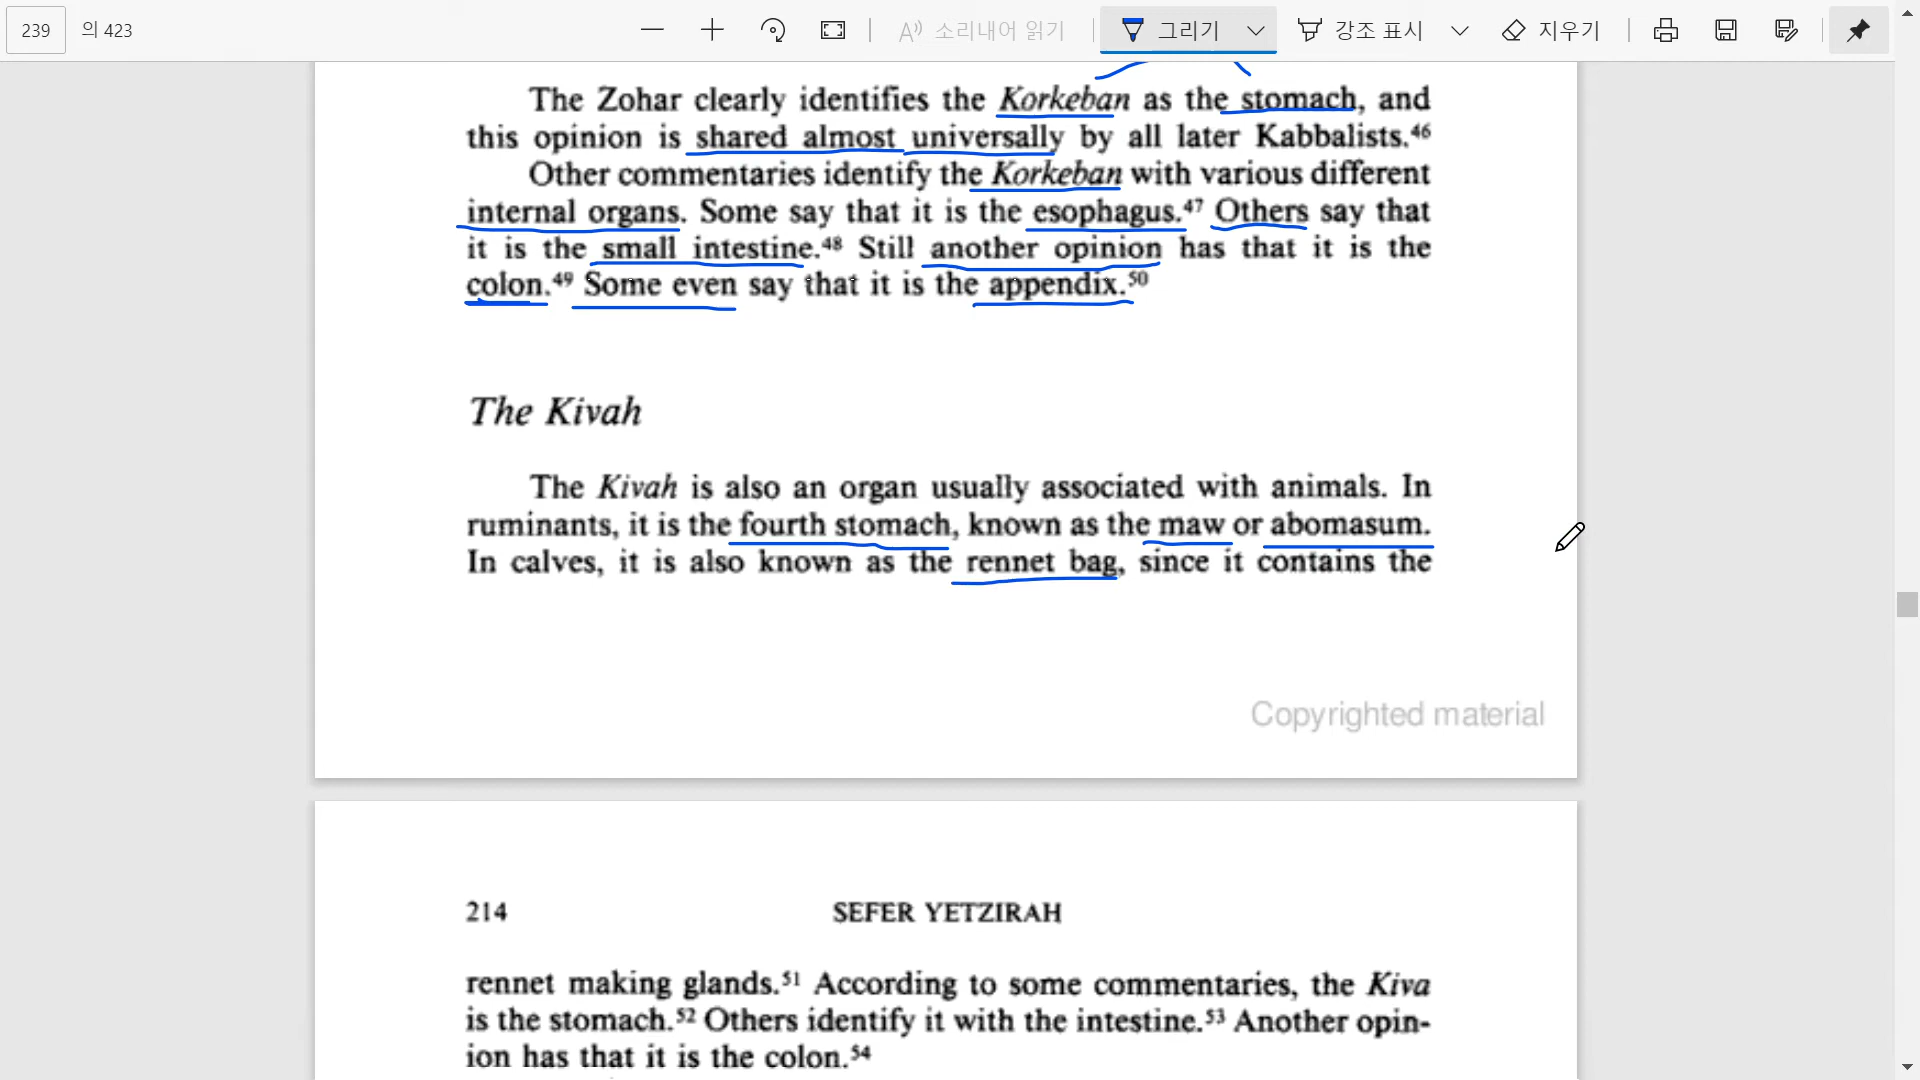 239 의 423 소리내어 읽기 그리기 강조 표시 지우기
The Zohar clearly identifies the Korkeban as the stomach, and
this opinion is shared almost universally by all later Kabbalists.46
Other commentaries identify the Korkeban with various different
internal organs. Some say that it is the esophagus.47 Others say that
it is the small intestine.48 Still another opinion has that it is the
colon.49 Some even say that it is the appendix.50
The Kivah
The Kivah is also an organ usually associated with animals. In
ruminants, it is the fourth stomach, known as the maw or abomasum.
In calves, it is also known as the rennet bag, since it contains the
Copyrighted material
214 SEFER YETZIRAH
rennet making glands.51 According to some commentaries, the Kiva
is the stomach.52 Others identify it with the intestine.53 Another opin-
ion has that it is the colon.54